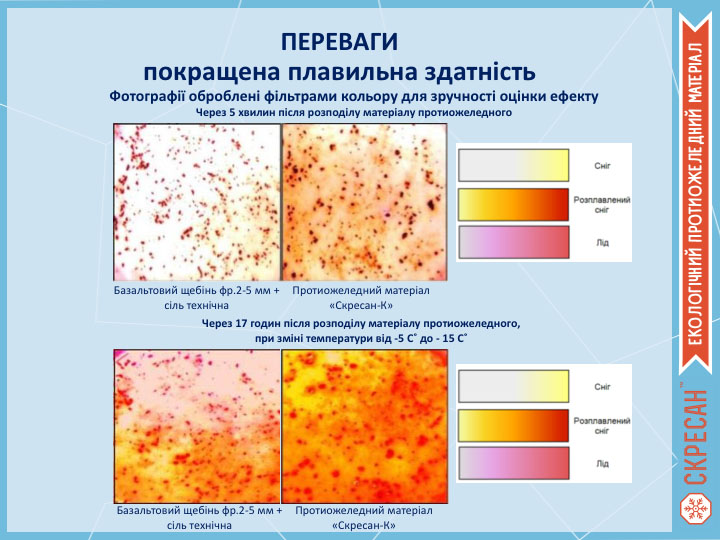 ПЕРЕВАГИ
покращена плавильна здатність
Фотографії оброблені фільтрами кольору для зручності оцінки ефекту
Через 5 хвилин після розподілу матеріалу протиожеледного
Сніг
Розплавлений
сніг
Лід
Базальтовий щебінь фр.2-5 мм +
сіль технічна
Протиожеледний матеріал
«Скресан-К»
Через 17 годин після розподілу матеріалу протиожеледного,
при зміні температури від -5 С˚ до - 15 С˚
Сніг
Розплавлений
сніг
Лід
Базальтовий щебінь фр.2-5 мм +
сіль технічна
Протиожеледний матеріал
«Скресан-К»
ЕКОЛОГІЧНИЙ ПРОТИОЖЕЛЕДНИЙ МАТЕРІАЛ
СКРЕСАН™